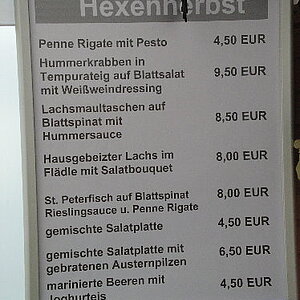 Hexenherbst
Penne Rigate mit Pesto 4,50 EUR
Hummerkrabben in
Tempurateig auf Blattsalat 9,50 EUR
mit Weißweindressing
Lachsmaultaschen auf
Blattspinat mit 8,50 EUR
Hummersauce
Hausgebeizter Lachs im 8,00 EUR
Flädle mit Salatbouquet
St. Peterfisch auf Blattspinat 8,00 EUR
Rieslingsauce u. Penne Rigate
gemischte Salatplatte 4,50 EUR
gemischte Salatplatte mit 6,50 EUR
gebratenen Austernpilzen
marinierte Beeren mit 4,50 EUR
Joghurteis